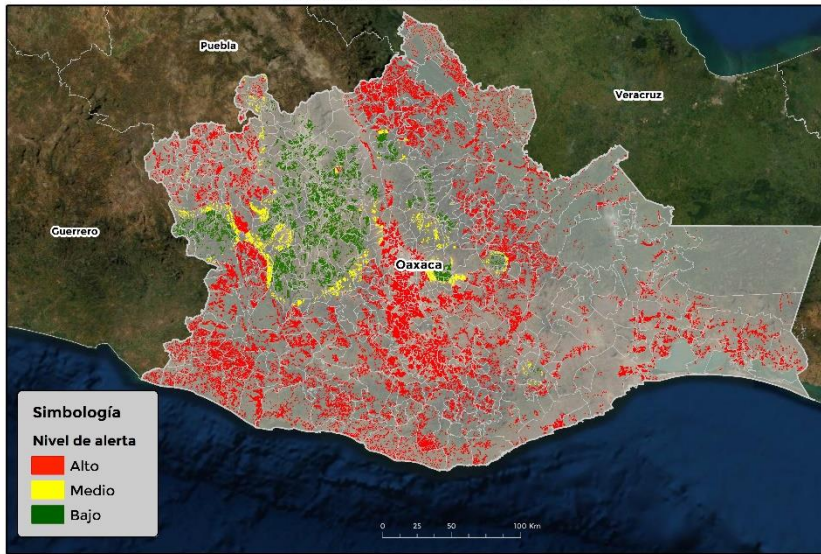 Puebla
Veracruz
Guerrero
Oaxaca
Simbología
Nivel de alerta
Alto
Medio
Bajo
0 25 50 100 Km